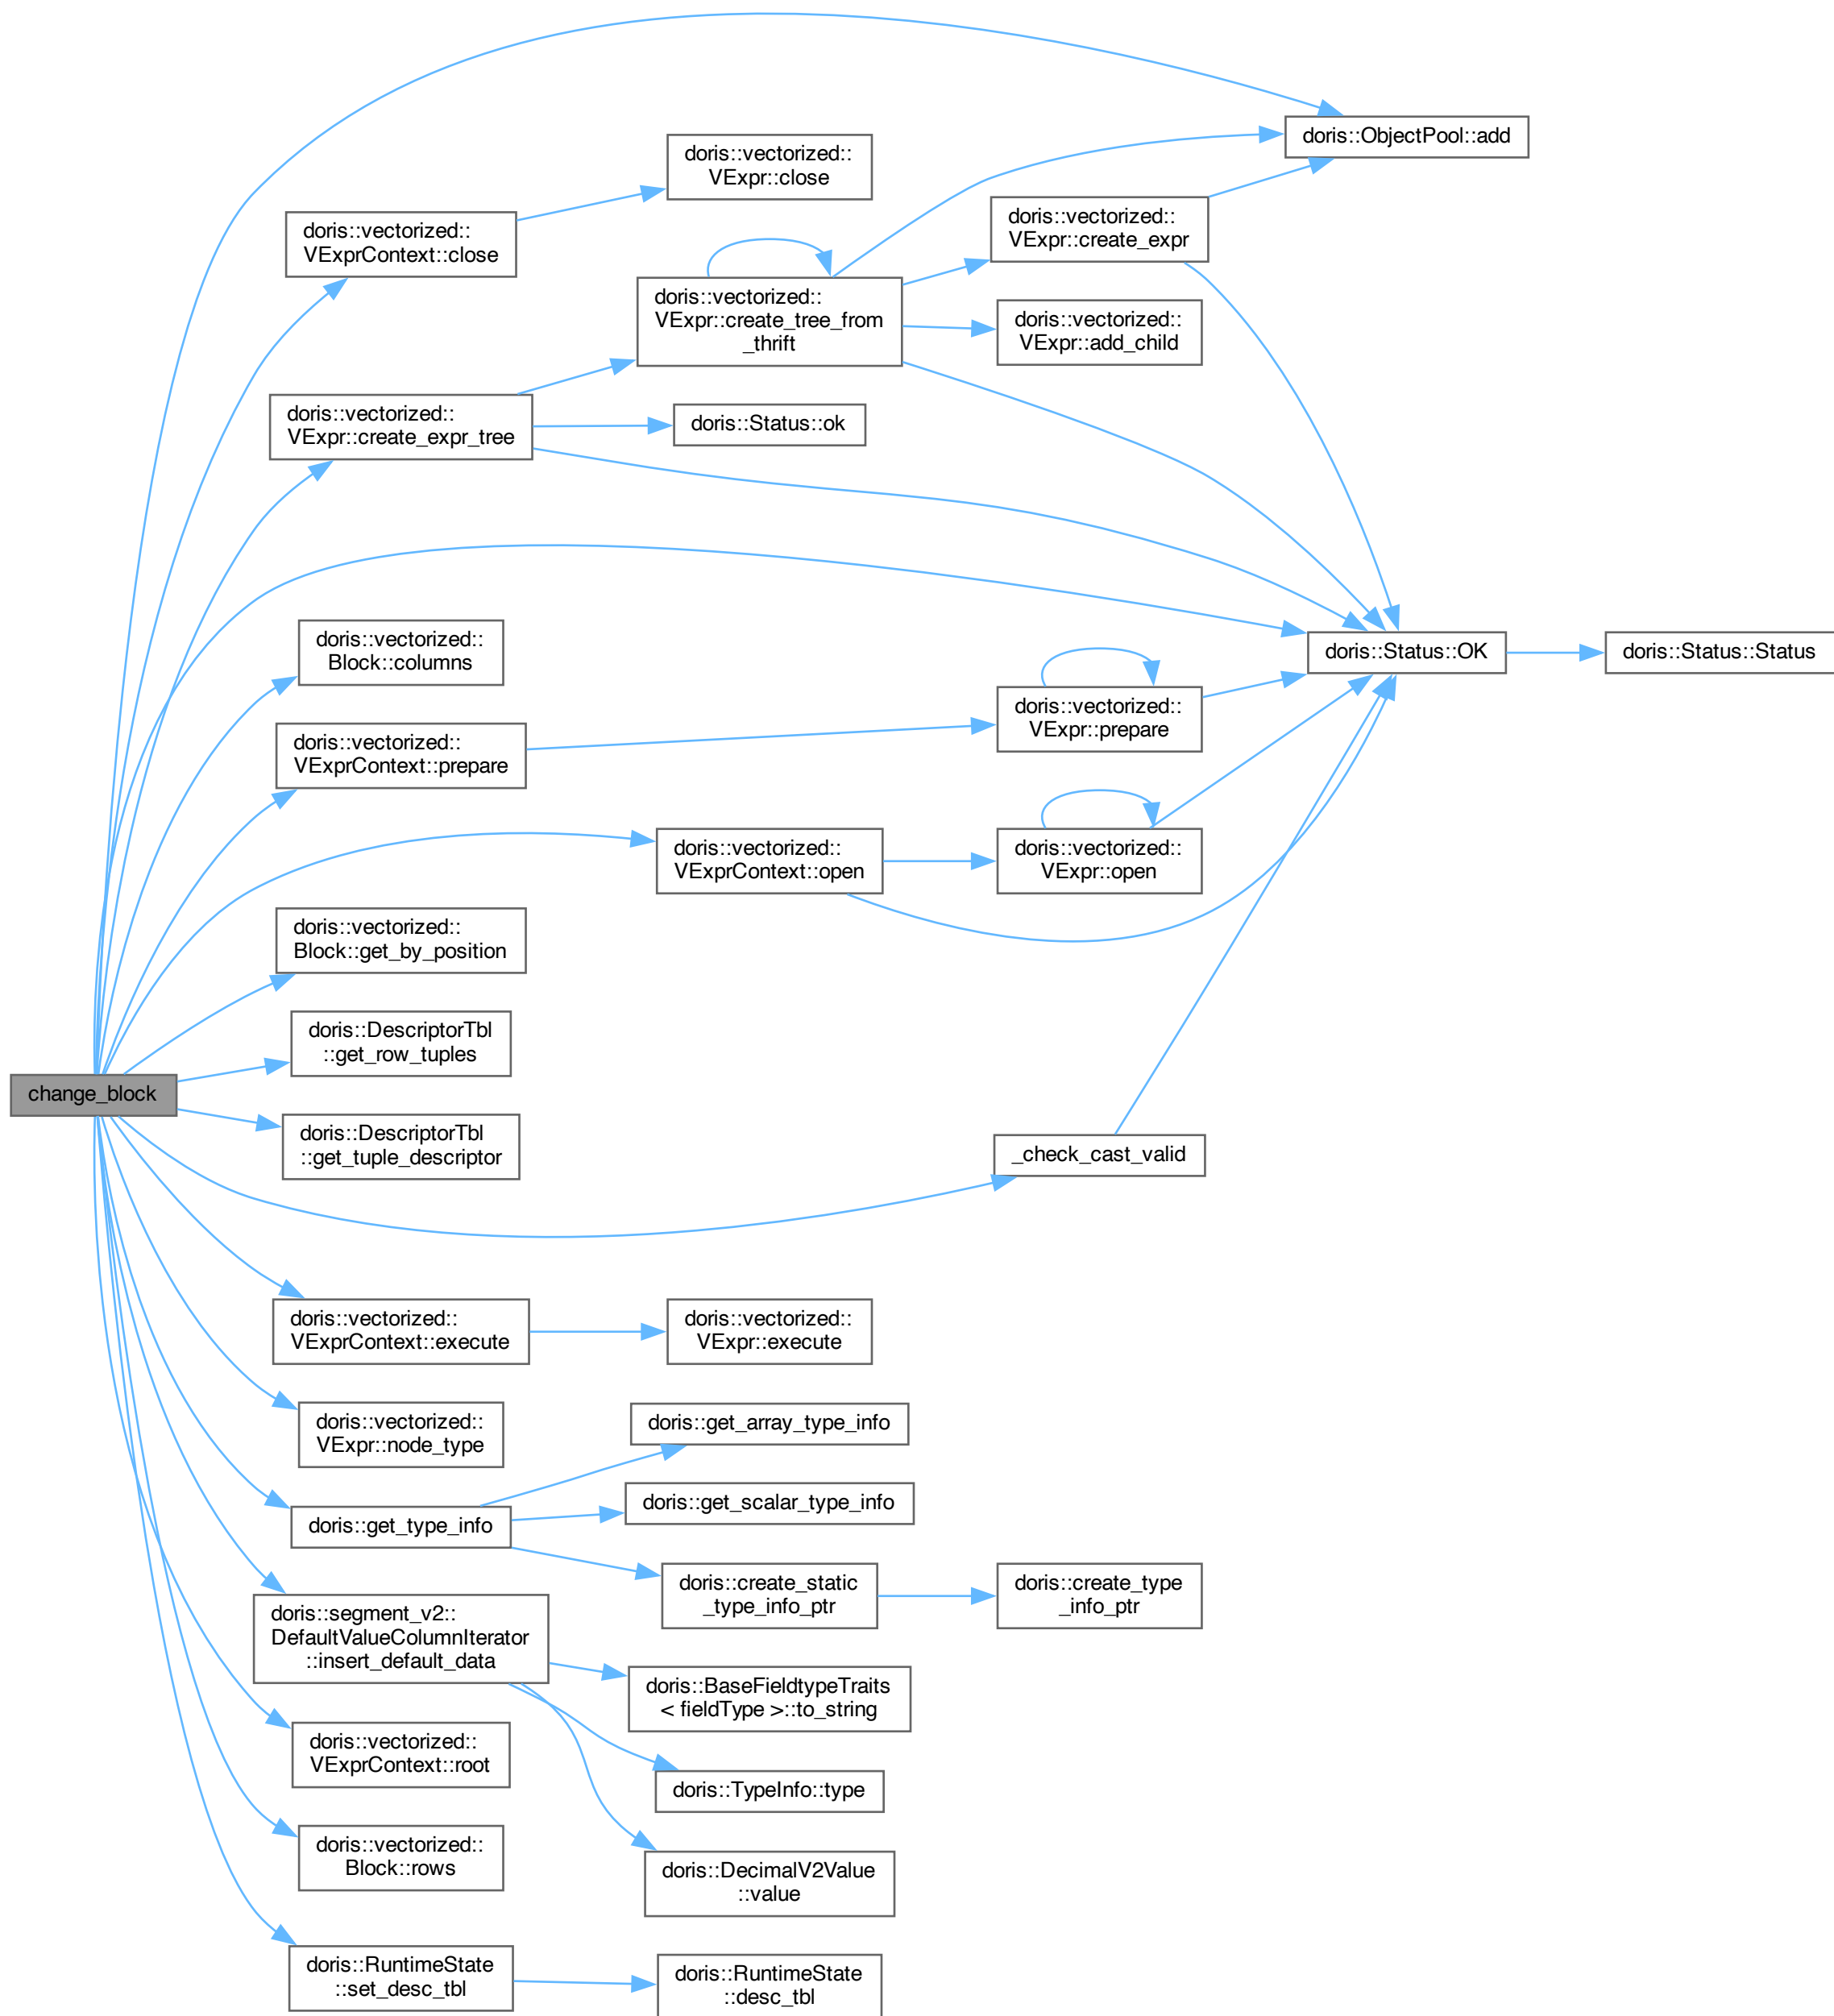 doris::ObjectPool::add
doris::vectorized::
VExpr::close
doris::vectorized::
VExprContext::close
doris::vectorized::
VExpr::create_expr
doris::vectorized::
VExpr::create_tree_from
_thrift
doris::vectorized::
VExpr::add_child
doris::vectorized::
VExpr::create_expr_tree
doris::Status::ok
doris::vectorized::
Block::columns
doris::Status::OK
doris::Status::Status
doris::vectorized::
VExprContext::prepare
doris::vectorized::
VExpr::prepare
doris::vectorized::
VExprContext::open
doris::vectorized::
VExpr::open
doris::vectorized::
Block::get_by_position
doris::DescriptorTbl
::get_row_tuples
change_block
doris::DescriptorTbl
::get_tuple_descriptor
_check_cast_valid
doris::vectorized::
VExprContext::execute
doris::vectorized::
VExpr::execute
doris::vectorized::
VExpr::node_type
doris::get_array_type_info
doris::get_scalar_type_info
doris::get_type_info
doris::create_static
_type_info_ptr
doris::create_type
_info_ptr
doris::segment_v2::
DefaultValueColumnIterator
::insert_default_data
doris::BaseFieldtypeTraits
< fieldType >::to_string
doris::vectorized::
VExprContext::root
doris::TypeInfo::type
doris::vectorized::
Block::rows
doris::DecimalV2Value
::value
doris::RuntimeState
::set_desc_tbl
doris::RuntimeState
::desc_tbl